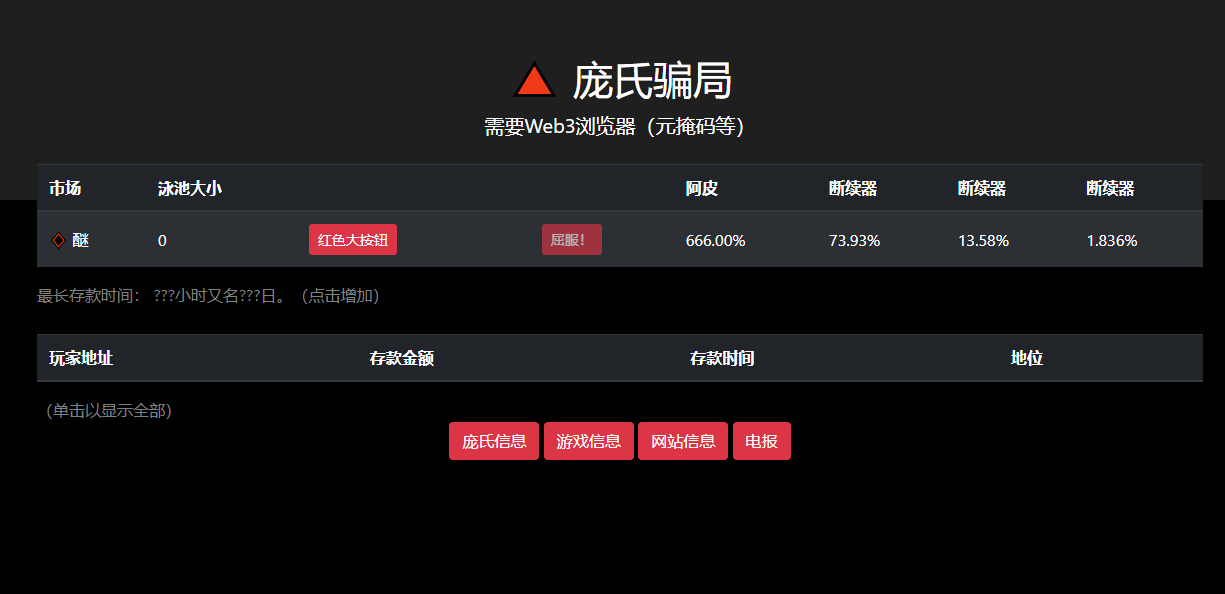 庞氏骗局
需要Web3浏览器（元掩码等）
市场 泳池大小 阿皮 断续器 断续器 断续器
醚 0 红色大按钮 屈服！ 666.00% 73.93% 13.58% 1.836%
最长存款时间： ???小时又名???日。（点击增加）
玩家地址 存款金额 存款时间 地位
（单击以显示全部）
庞氏信息 游戏信息 网站信息 电报